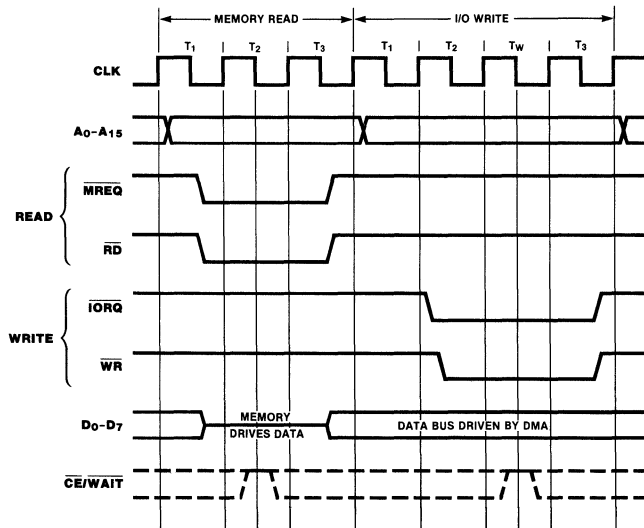 MEMORY READ I/O WRITE
T1 T2 T3 T1 T2 TW T3
CLK
A0-A15
MREQ
READ
RD
IORQ
WRITE
WR
D0-D7 MEMORY DRIVES DATA DATA BUS DRIVEN BY DMA
CE/WAIT